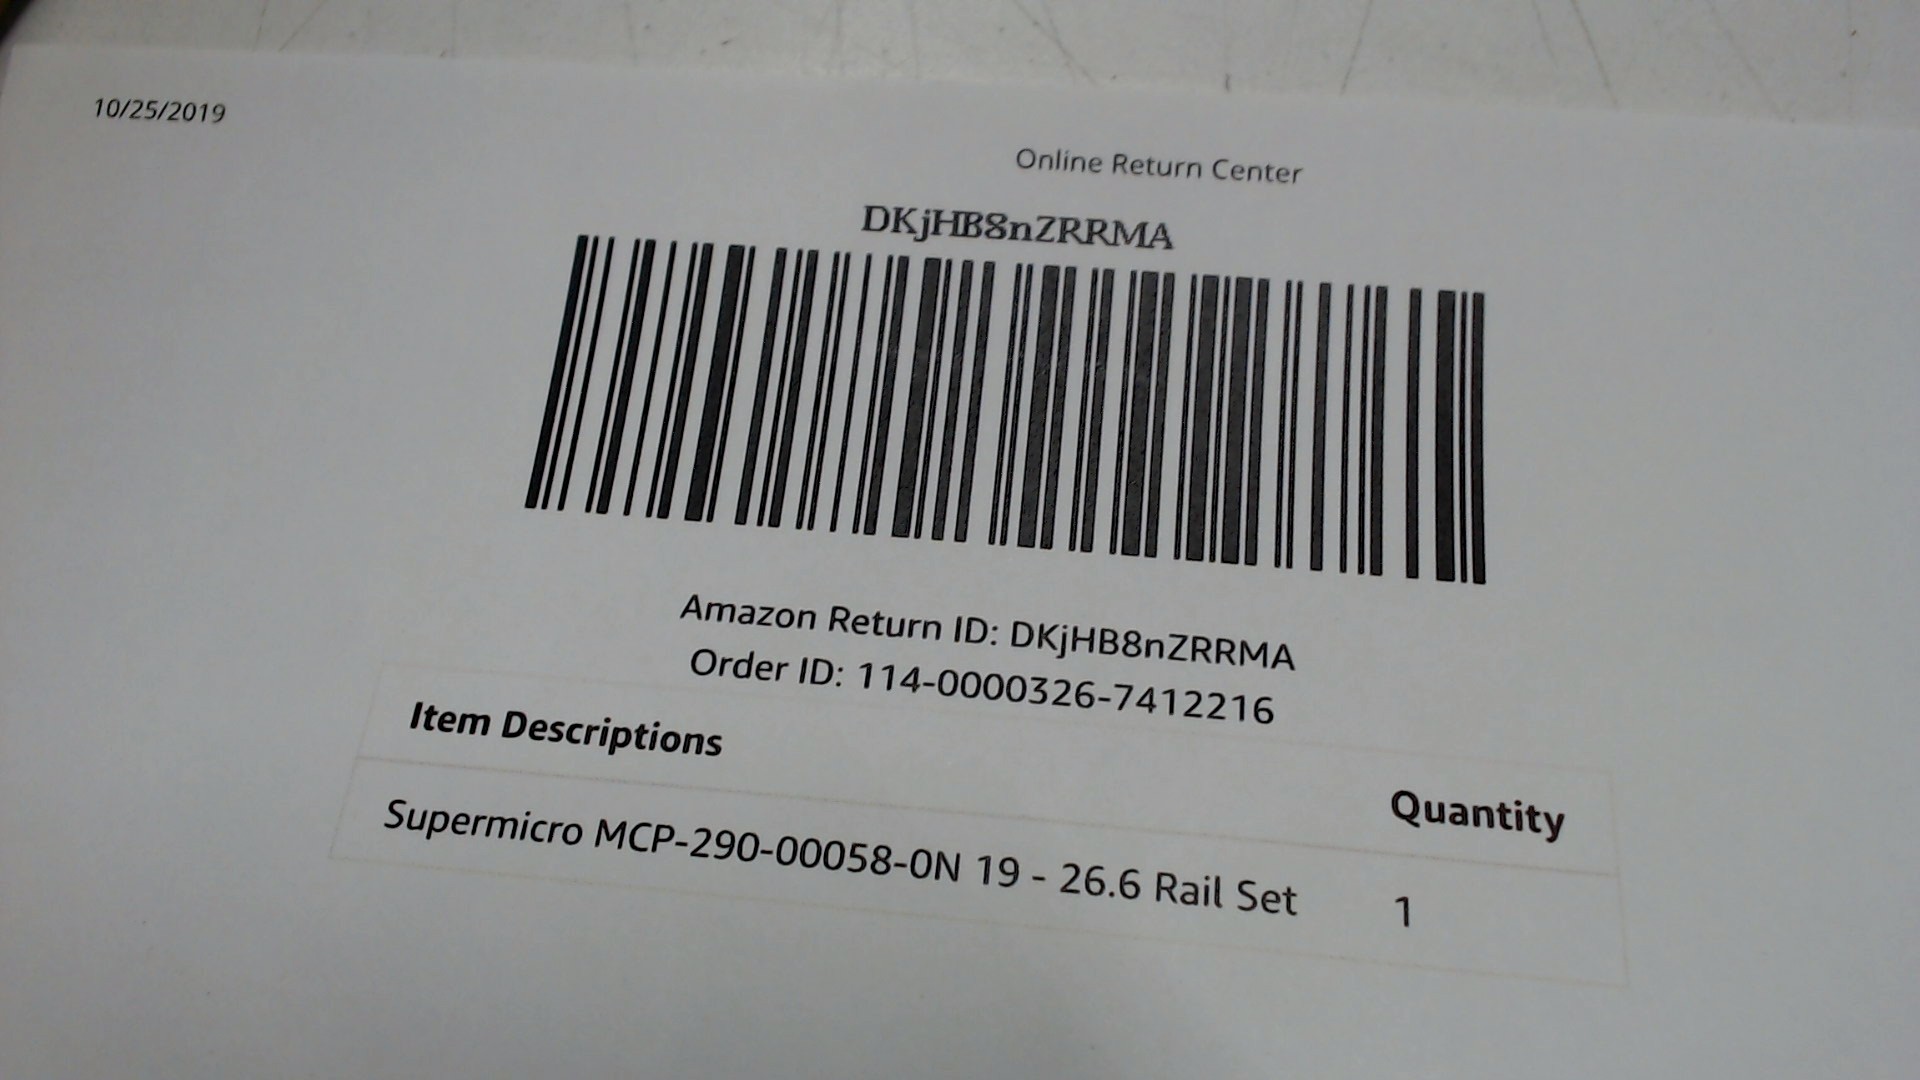 10/25/2019
Online Return Center
DKjHB8nZRRMA
Amazon Return ID: DKjHB8nZRRMA
Order ID: 114-0000326-7412216
Item Descriptions
Quantity
Supermicro MCP-290-00058-0N 19 - 26.6 Rail Set
1